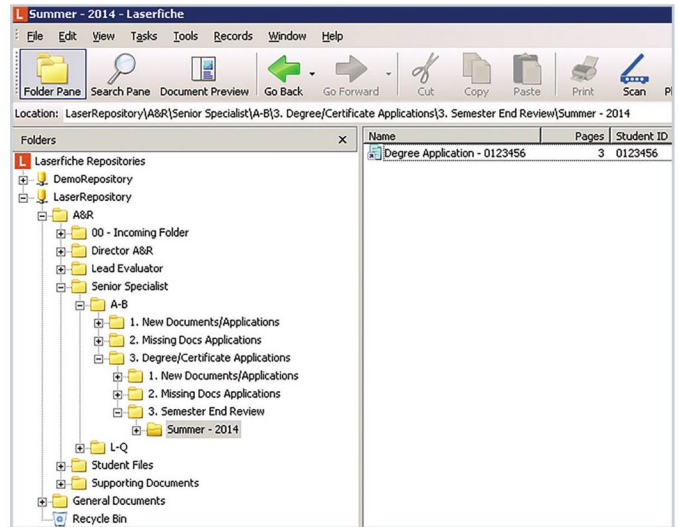 Summer - 2014 - Laserfiche
File Edit View Tasks Tools Records Window Help
Folder Pane Search Pane Document Preview Go Back Go Forward Cut Copy Paste Print Scan
Location: LaserRepository\A&R\Senior Specialist\A-B\3. Degree/Certificate Applications\3. Semester End Review\Summer - 2014
Folders x
Name Pages Student ID
Degree Application - 0123456 3 0123456
Laserfiche Repositories
DemoRepository
LaserRepository
A&R
00 - Incoming Folder
Director A&R
Lead Evaluator
Senior Specialist
A-B
1. New Documents/Applications
2. Missing Docs Applications
3. Degree/Certificate Applications
1. New Documents/Applications
2. Missing Docs Applications
3. Semester End Review
Summer - 2014
L-Q
Student Files
Supporting Documents
General Documents
Recycle Bin